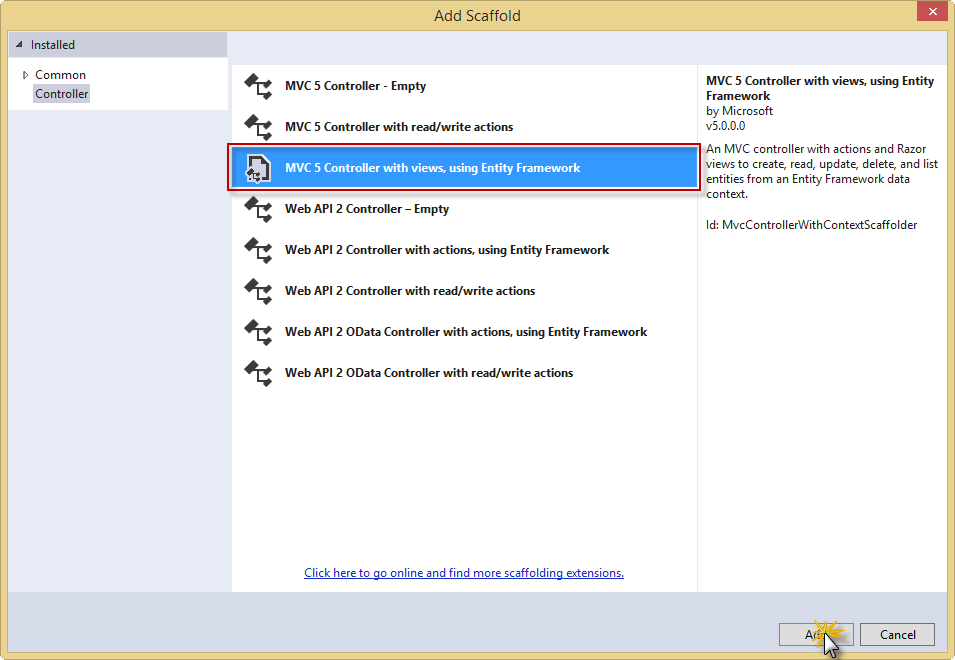 Add Scaffold
Installed
Common
Controller
MVC 5 Controller - Empty
MVC 5 Controller with read/write actions
MVC 5 Controller with views, using Entity Framework
Web API 2 Controller – Empty
Web API 2 Controller with actions, using Entity Framework
Web API 2 Controller with read/write actions
Web API 2 OData Controller with actions, using Entity Framework
Web API 2 OData Controller with read/write actions
Click here to go online and find more scaffolding extensions.
MVC 5 Controller with views, using Entity
Framework
by Microsoft
v5.0.0.0
An MVC controller with actions and Razor
views to create, read, update, delete, and list
entities from an Entity Framework data
context.
Id: MvcControllerWithContextScaffolder
Cancel